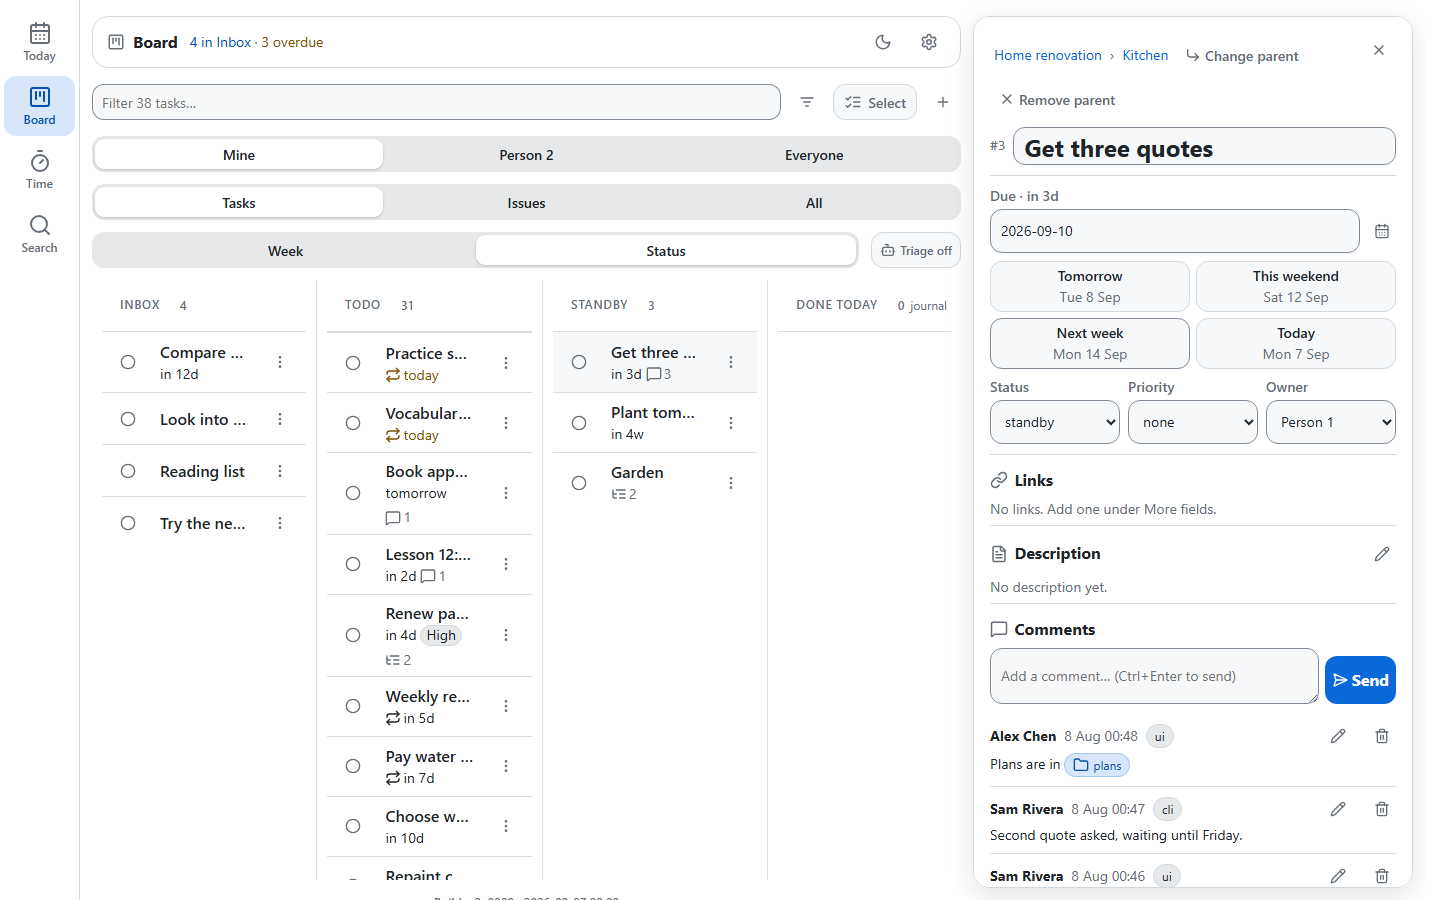 Today
Board
Time
Search
Board 4 in Inbox · 3 overdue
Filter 38 tasks...
Select
Mine Person 2 Everyone
Tasks Issues All
Week Status
Triage off
INBOX 4
Compare ...
in 12d
Look into ...
Reading list
Try the ne...
TODO 31
Practice s...
today
Vocabular...
today
Book app...
tomorrow
1
Lesson 12:...
in 2d 1
Renew pa...
in 4d High
2
Weekly re...
in 5d
Pay water ...
in 7d
Choose w...
in 10d
Repaint c
STANDBY 3
Get three ...
in 3d 3
Plant tom...
in 4w
Garden
2
DONE TODAY 0 journal
Home renovation › Kitchen Change parent
Remove parent
#3 Get three quotes
Due · in 3d
2026-09-10
Tomorrow
Tue 8 Sep
This weekend
Sat 12 Sep
Next week
Mon 14 Sep
Today
Mon 7 Sep
Status Priority Owner
standby none Person 1
Links
No links. Add one under More fields.
Description
No description yet.
Comments
Add a comment... (Ctrl+Enter to send)
Send
Alex Chen 8 Aug 00:48 ui
Plans are in plans
Sam Rivera 8 Aug 00:47 cli
Second quote asked, waiting until Friday.
Sam Rivera 8 Aug 00:46 ui